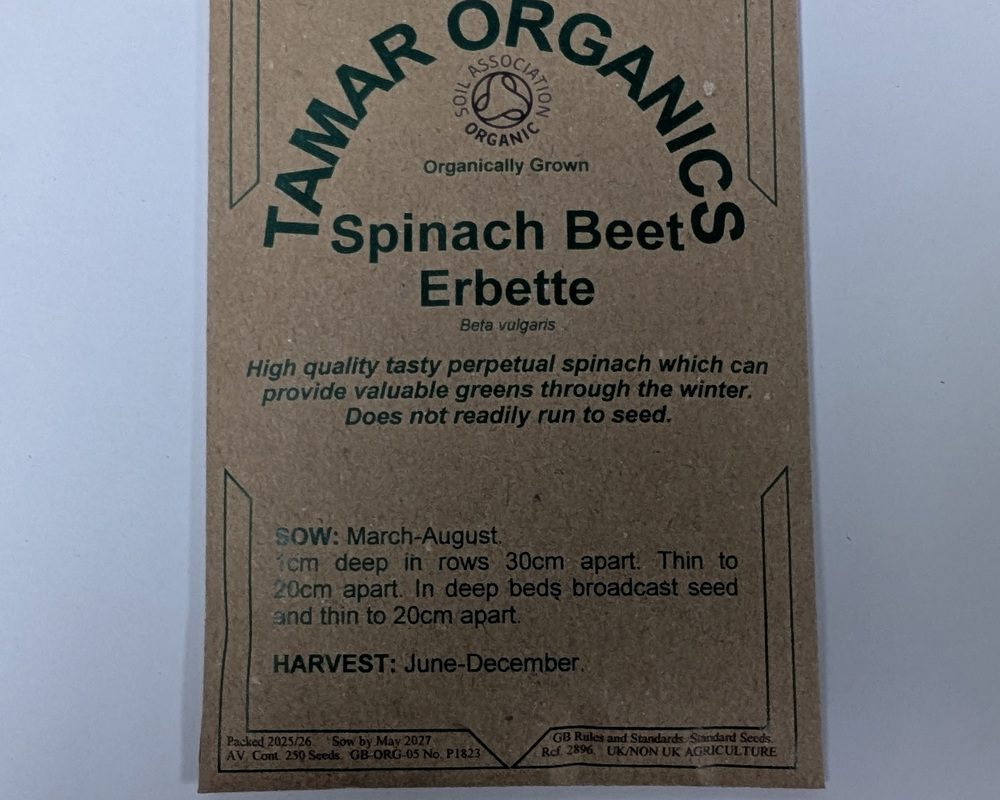 TAMAR ORGANICS
SOIL ASSOCIATION
ORGANIC
Organically Grown
Spinach Beet
Erbette
Beta vulgaris
High quality tasty perpetual spinach which can
provide valuable greens through the winter.
Does not readily run to seed.
SOW: March-August.
1cm deep in rows 30cm apart. Thin to
20cm apart. In deep beds broadcast seed
and thin to 20cm apart.
HARVEST: June-December.
Packed 2025/26 Sow by May 2027
AV. Cont. 250 Seeds. GB-ORG-05 No. P1823
GB Rules and Standards. Standard Seeds.
Ref. 2896. UK/NON UK AGRICULTURE